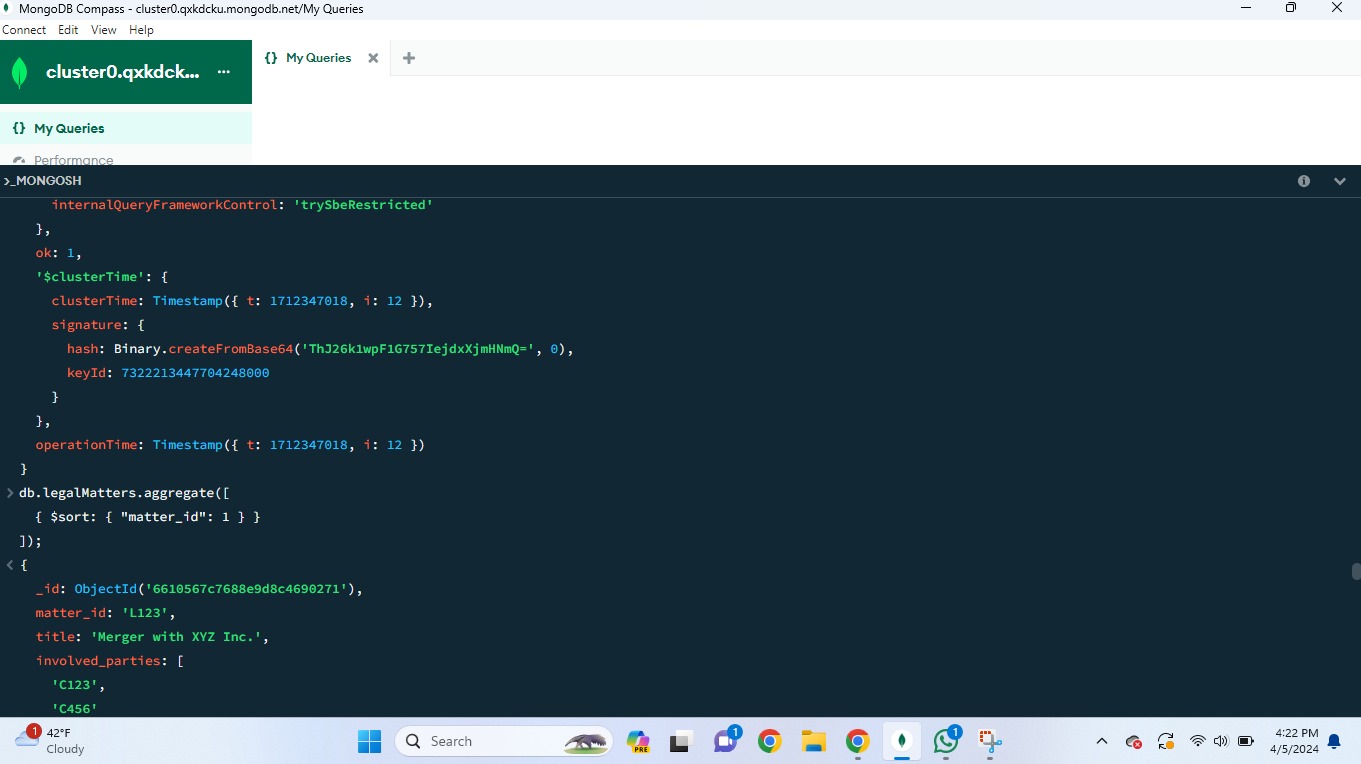 MongoDB Compass - cluster0.qxkdcku.mongodb.net/My Queries
Connect Edit View Help
cluster0.qxkdck... ...
{} My Queries
{} My Queries
Performance
>_MONGOSH
internalQueryFrameworkControl: 'trySbeRestricted'
},
ok: 1,
'$clusterTime': {
clusterTime: Timestamp({ t: 1712347018, i: 12 }),
signature: {
hash: Binary.createFromBase64('ThJ26k1wpF1G757IejdxXjmHNmQ=', 0),
keyId: 7322213447704248000
}
},
operationTime: Timestamp({ t: 1712347018, i: 12 })
}
> db.legalMatters.aggregate([
{ $sort: { "matter_id": 1 } }
]);
< {
_id: ObjectId('6610567c7688e9d8c4690271'),
matter_id: 'L123',
title: 'Merger with XYZ Inc.',
involved_parties: [
'C123',
'C456'
1
42°F
Cloudy
Search
PRE
1
1
4:22 PM
4/5/2024